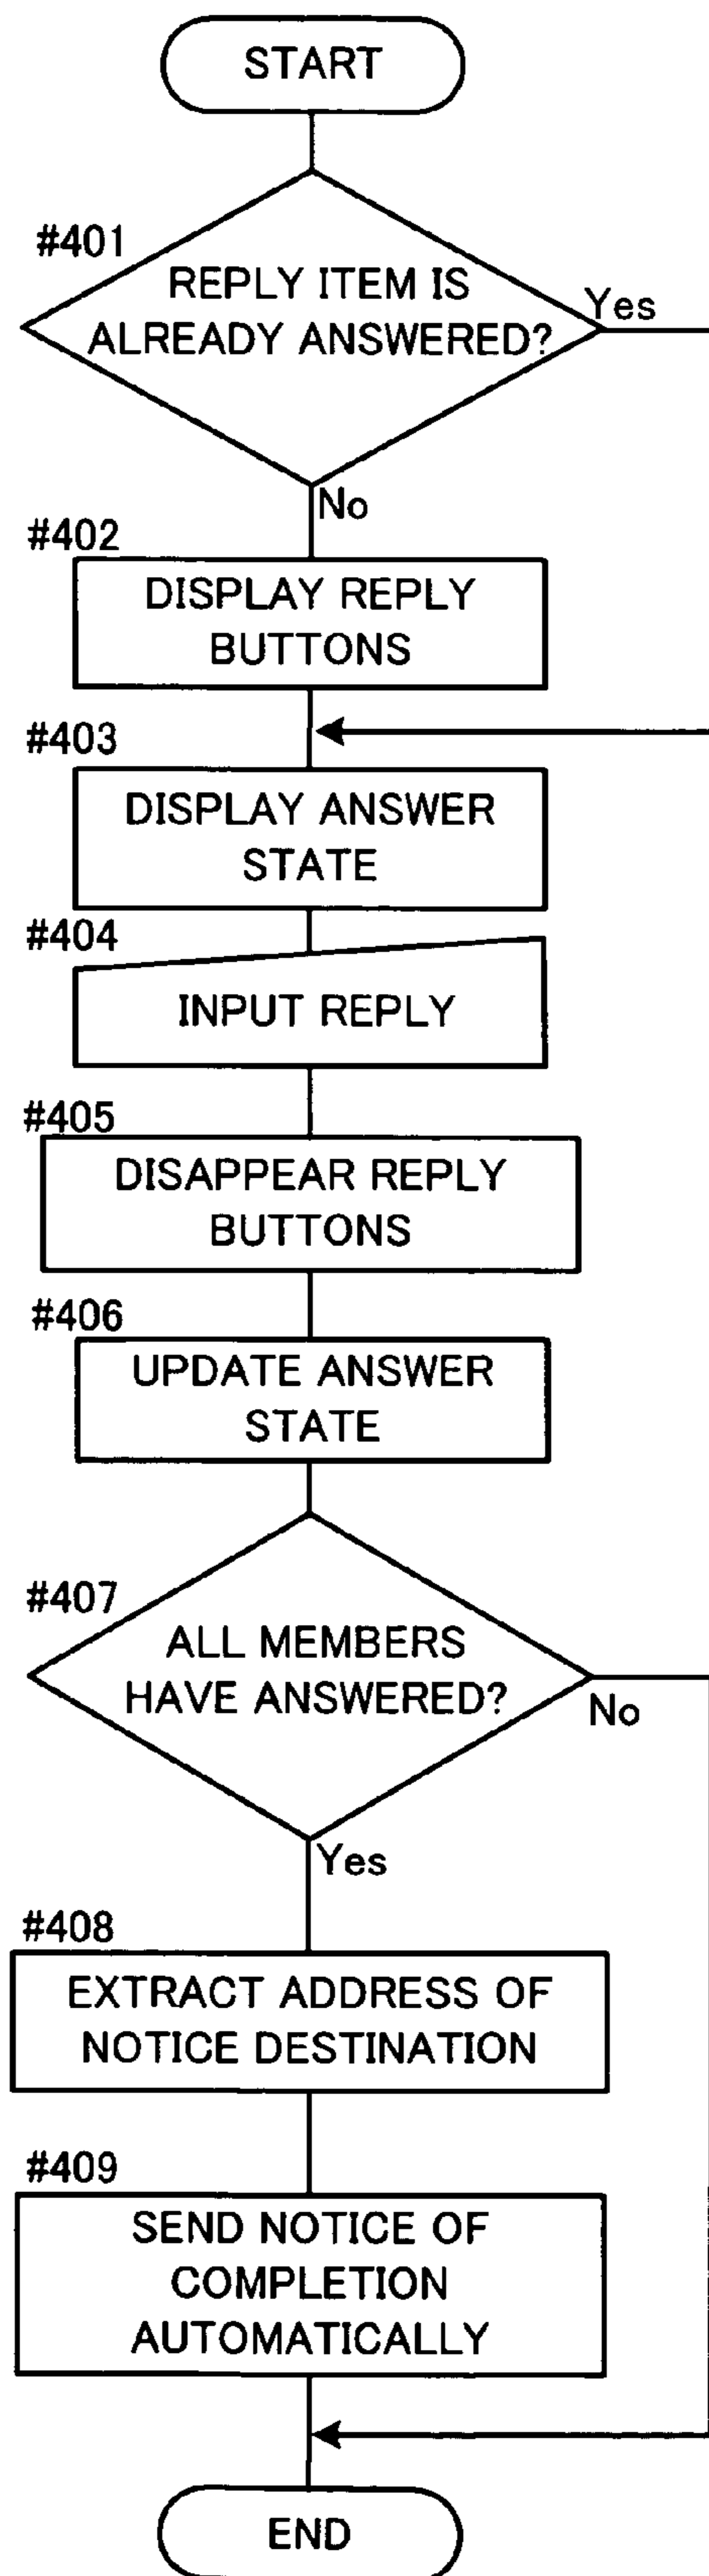 START
#401
REPLY ITEM IS
ALREADY ANSWERED?
Yes
No
#402
DISPLAY REPLY
BUTTONS
#403
DISPLAY ANSWER
STATE
#404
INPUT REPLY
#405
DISAPPEAR REPLY
BUTTONS
#406
UPDATE ANSWER
STATE
#407
ALL MEMBERS
HAVE ANSWERED?
No
Yes
#408
EXTRACT ADDRESS OF
NOTICE DESTINATION
#409
SEND NOTICE OF
COMPLETION
AUTOMATICALLY
END